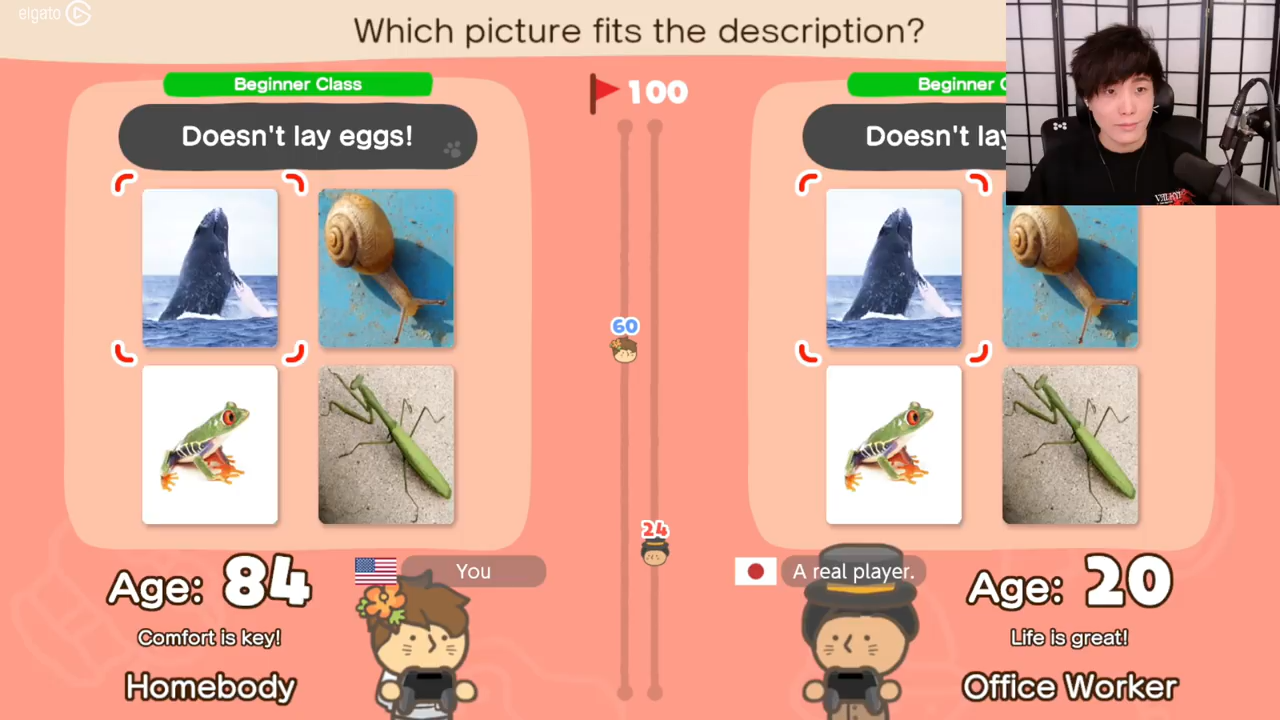 elgato
Which picture fits the description?
Beginner Class
Doesn't lay eggs!
100
60
24
Beginner C
Doesn't lay
VALKY
Age: 84
Comfort is key!
Homebody
You
A real player.
Age: 20
Life is great!
Office Worker